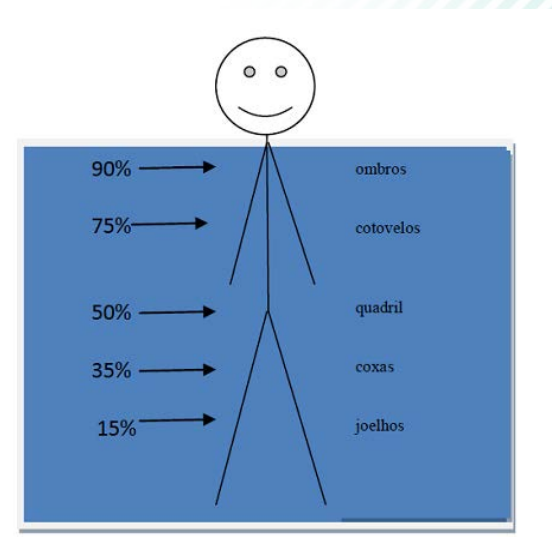 90% ombros
75% cotovelos
50% quadril
35% coxas
15% joelhos